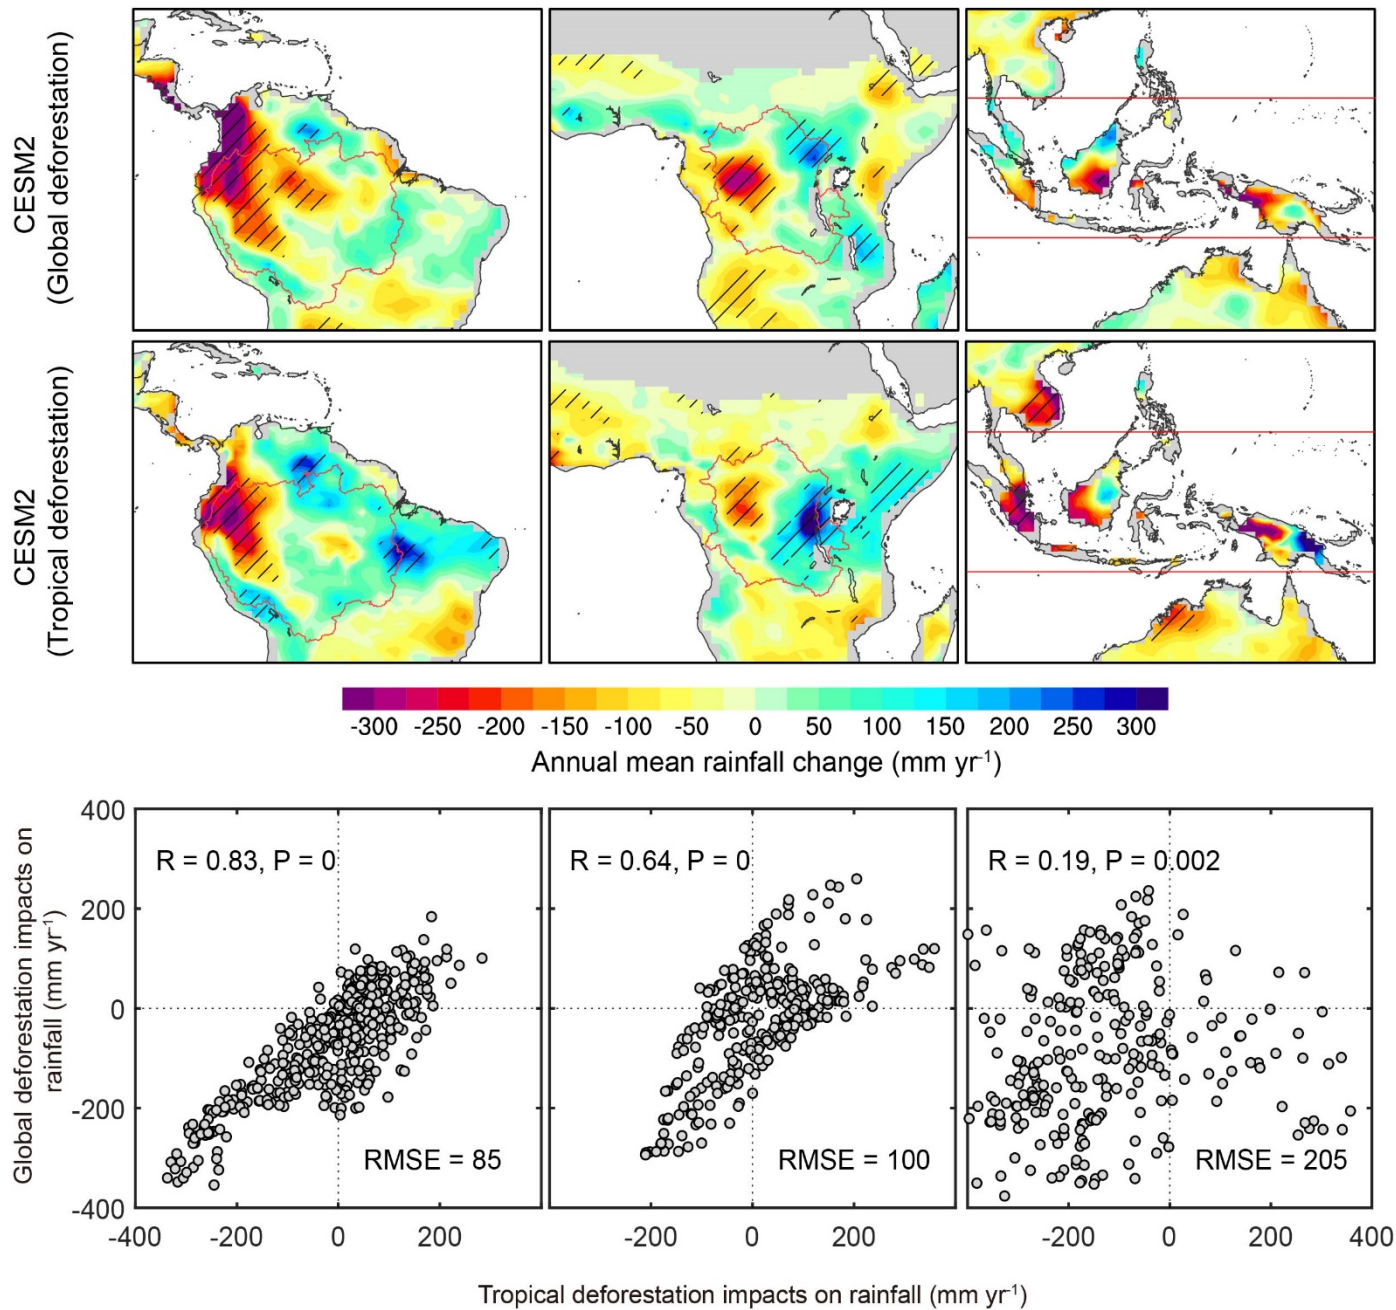 CESM2
(Global deforestation)
CESM2
(Tropical deforestation)
-300 -250 -200 -150 -100 -50 0 50 100 150 200 250 300
Annual mean rainfall change (mm yr⁻¹)
Global deforestation impacts on
rainfall (mm yr⁻¹)
400
200
0
-200
-400
R = 0.83, P = 0
RMSE = 85
R = 0.64, P = 0
RMSE = 100
R = 0.19, P = 0.002
RMSE = 205
-400 -200 0 200 -200 0 200 -200 0 200 400
Tropical deforestation impacts on rainfall (mm yr⁻¹)